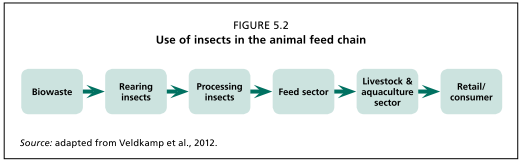 FIGURE 5.2
Use of insects in the animal feed chain
Biowaste
Rearing
insects
Processing
insects
Feed sector
Livestock &
aquaculture
sector
Retail/
consumer
Source: adapted from Veldkamp et al., 2012.